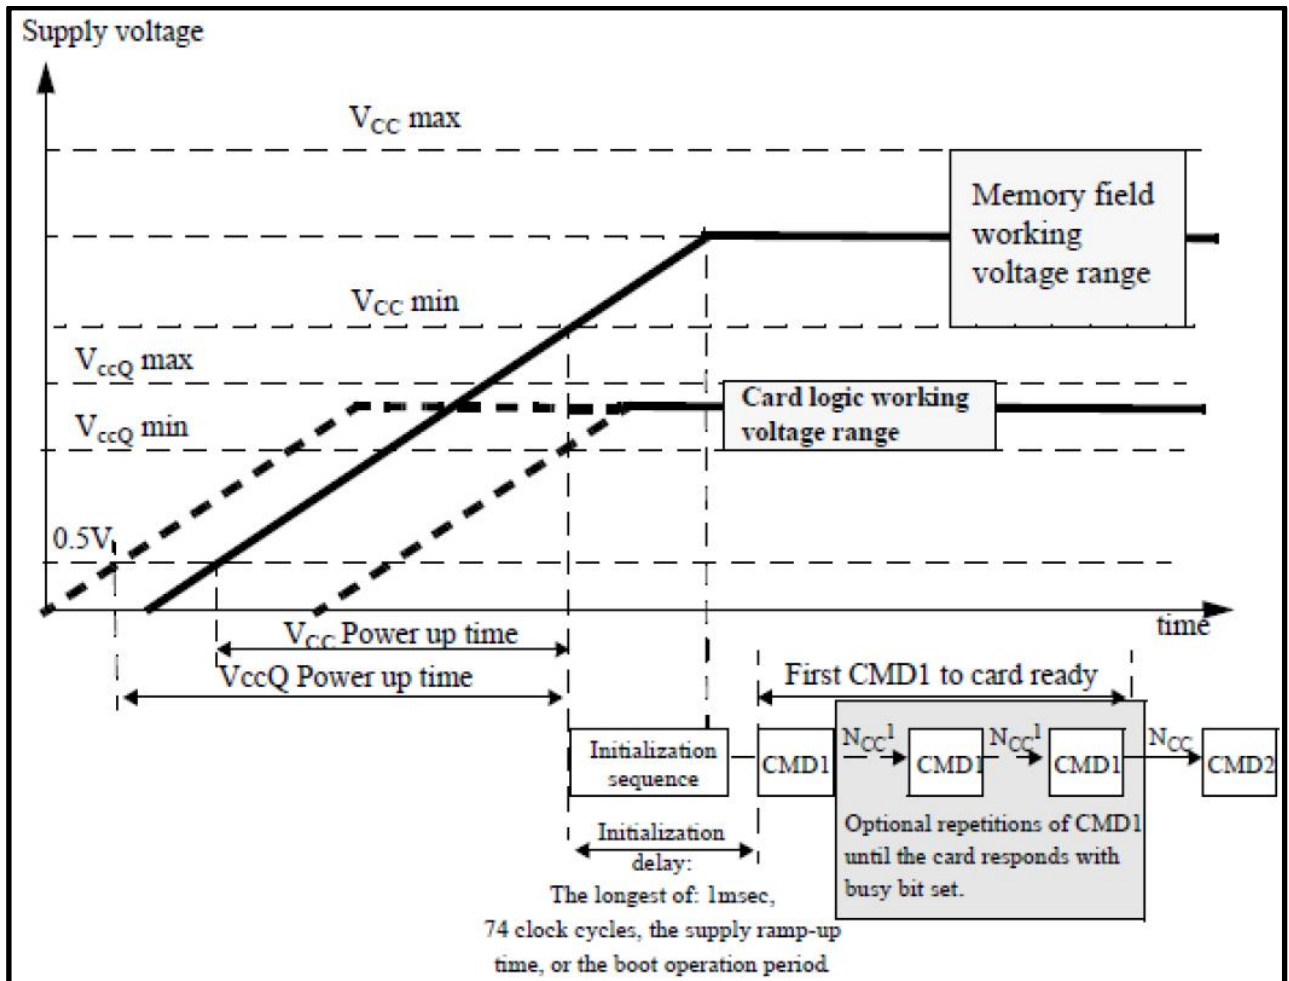 Supply voltage
VCC max
Memory field
working
voltage range
VCC min
VccQ max
Card logic working
voltage range
VccQ min
0.5V
time
VCC Power up time
VccQ Power up time
First CMD1 to card ready
Initialization
sequence
CMD1
NCC1
CMD1
NCC1
CMD1
NCC
CMD2
Optional repetitions of CMD1
until the card responds with
busy bit set.
Initialization
delay:
The longest of: 1msec,
74 clock cycles, the supply ramp-up
time, or the boot operation period